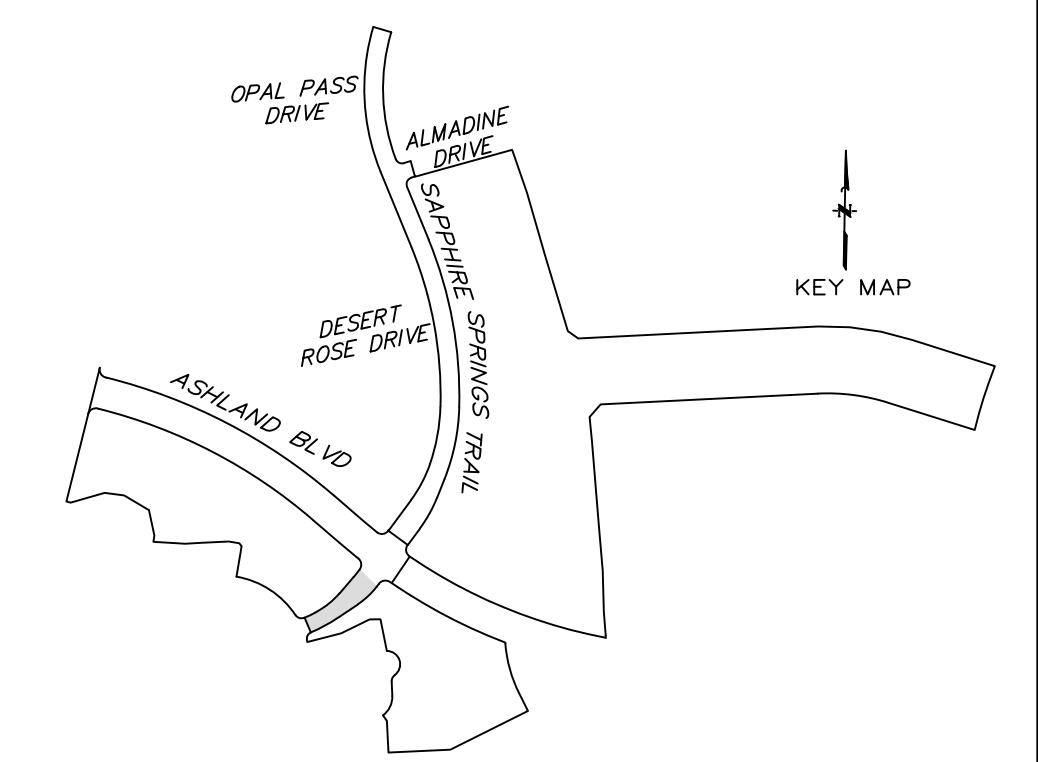 OPAL PASS
DRIVE
ALMADINE
DRIVE
SAPPHIRE SPRINGS TRAIL
N
KEY MAP
DESERT
ROSE DRIVE
ASHLAND BLVD